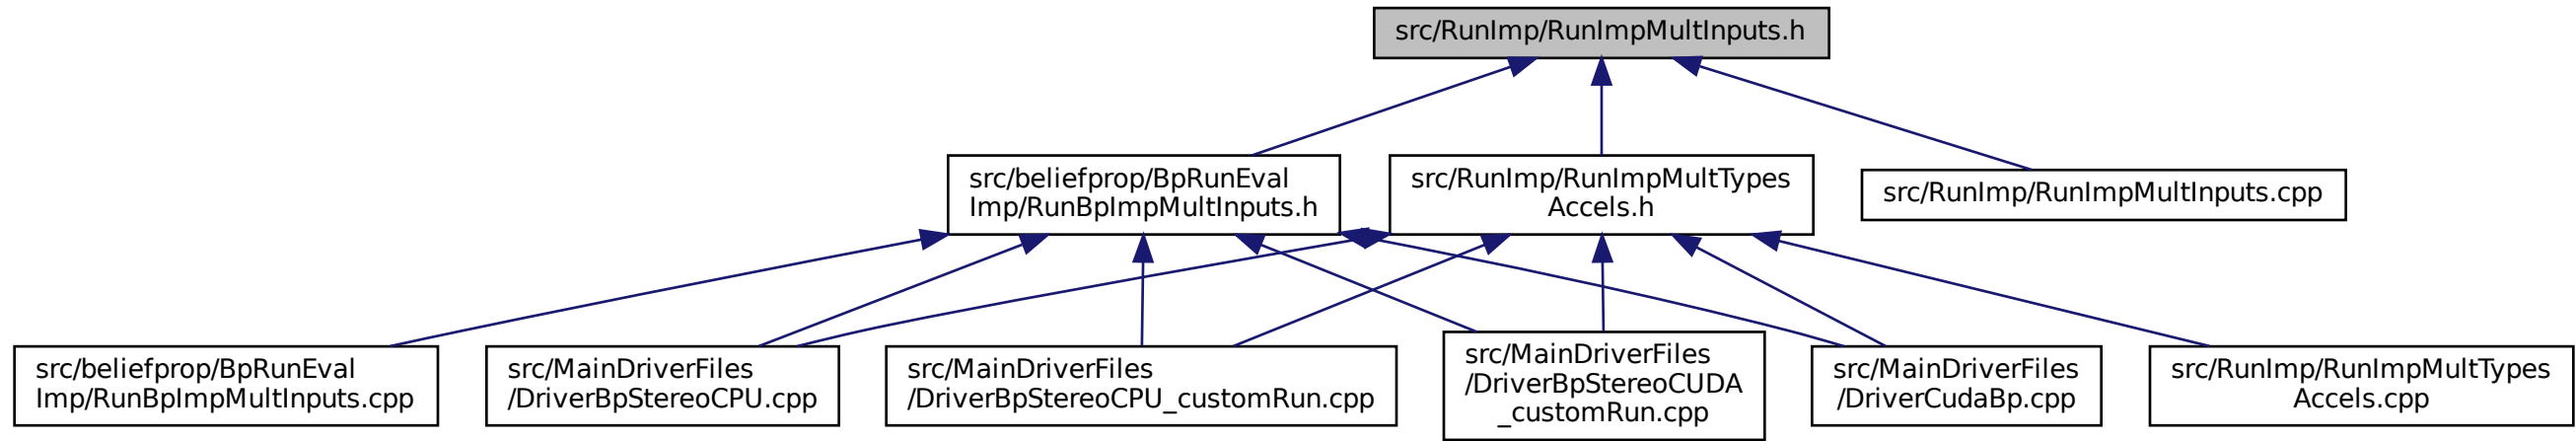 src/RunImp/RunImpMultInputs.h
src/beliefprop/BpRunEval
Imp/RunBpImpMultInputs.h
src/RunImp/RunImpMultTypes
Accels.h
src/RunImp/RunImpMultInputs.cpp
src/beliefprop/BpRunEval
Imp/RunBpImpMultInputs.cpp
src/MainDriverFiles
/DriverBpStereoCPU.cpp
src/MainDriverFiles
/DriverBpStereoCPU_customRun.cpp
src/MainDriverFiles
/DriverBpStereoCUDA
_customRun.cpp
src/MainDriverFiles
/DriverCudaBp.cpp
src/RunImp/RunImpMultTypes
Accels.cpp